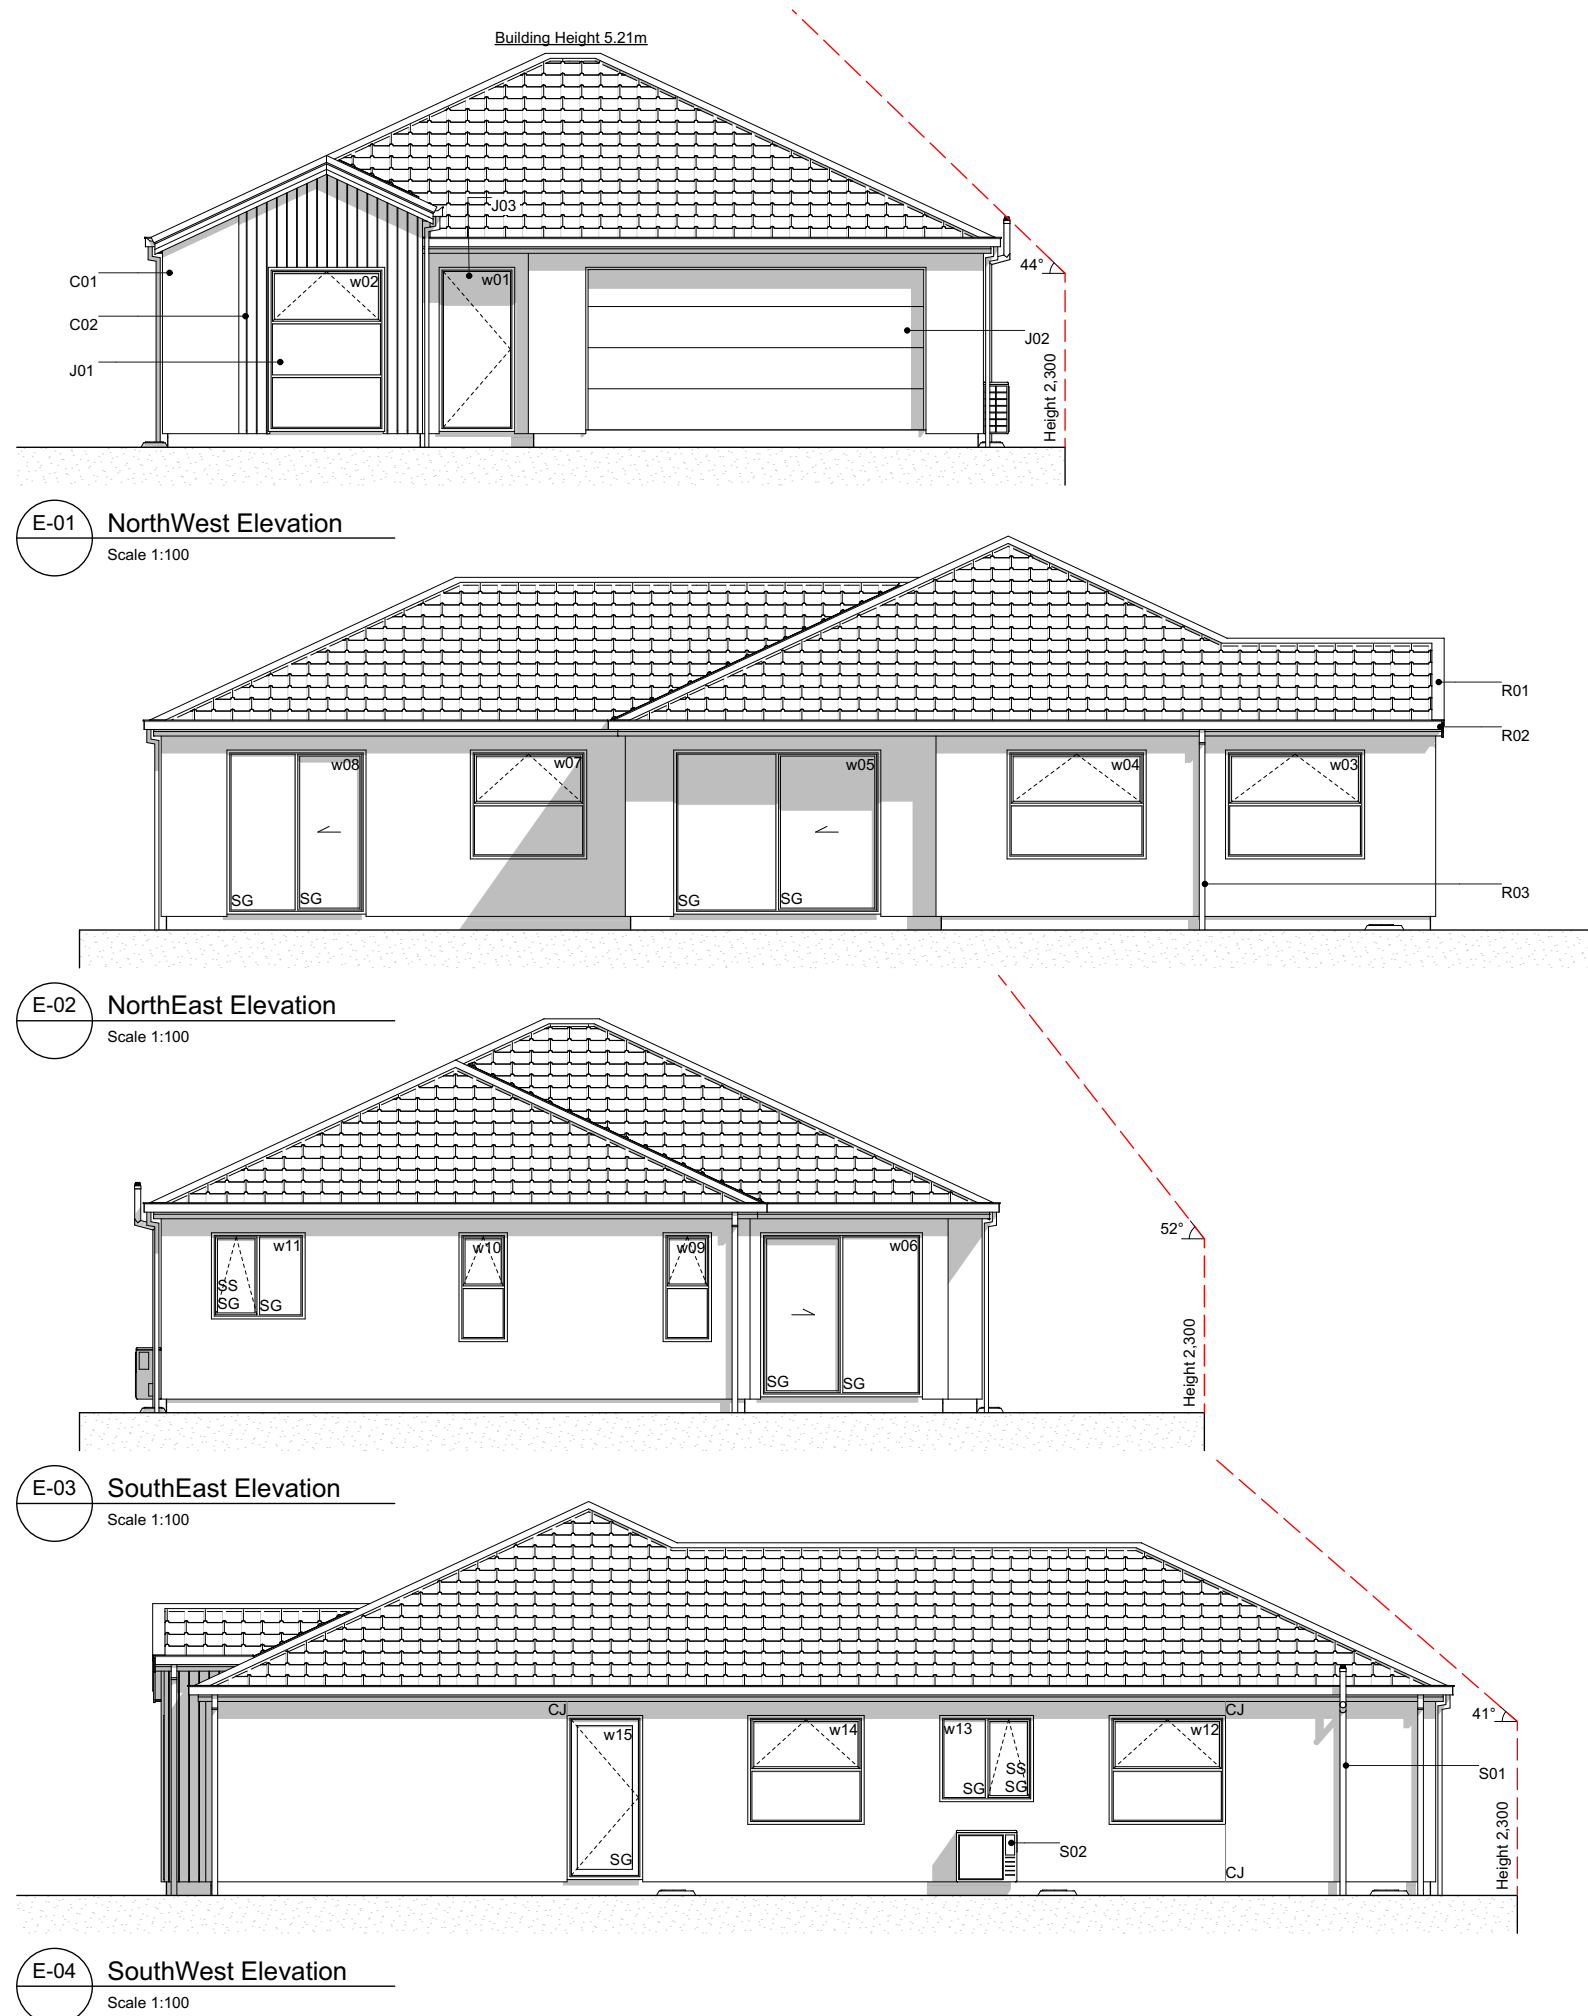 Building Height 5.21m
J03
C01
w02
w01
44°
C02
J02
J01
Height 2,300
E-01
NorthWest Elevation
Scale 1:100
R01
R02
w08
w07
w05
w04
w03
SG
SG
SG
SG
R03
E-02
NorthEast Elevation
Scale 1:100
52°
w11
w10
w09
w06
SS
SG
SG
SG
SG
Height 2,300
E-03
SouthEast Elevation
Scale 1:100
CJ
CJ
41°
w15
w14
w13
w12
SS
SG
SG
S01
SG
S02
CJ
Height 2,300
E-04
SouthWest Elevation
Scale 1:100